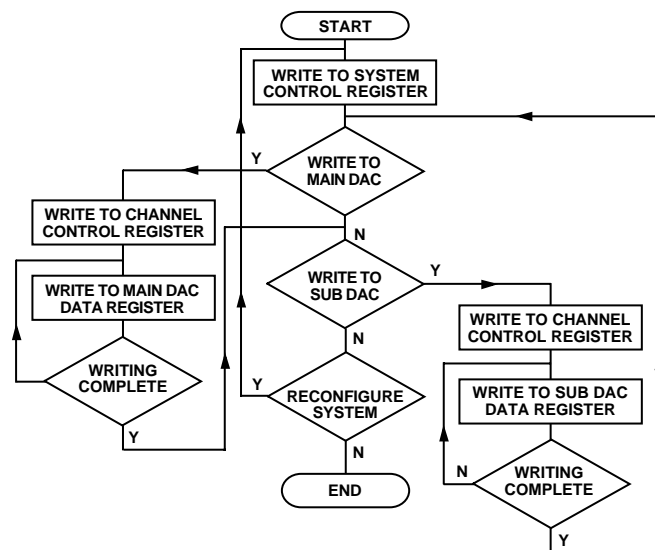 START
WRITE TO SYSTEM
CONTROL REGISTER
Y
WRITE TO
MAIN DAC
WRITE TO CHANNEL
CONTROL REGISTER
N
WRITE TO
SUB DAC
Y
WRITE TO MAIN DAC
DATA REGISTER
WRITE TO CHANNEL
CONTROL REGISTER
N
WRITING
COMPLETE
Y
RECONFIGURE
SYSTEM
WRITE TO SUB DAC
DATA REGISTER
Y
N
N
WRITING
COMPLETE
END
Y